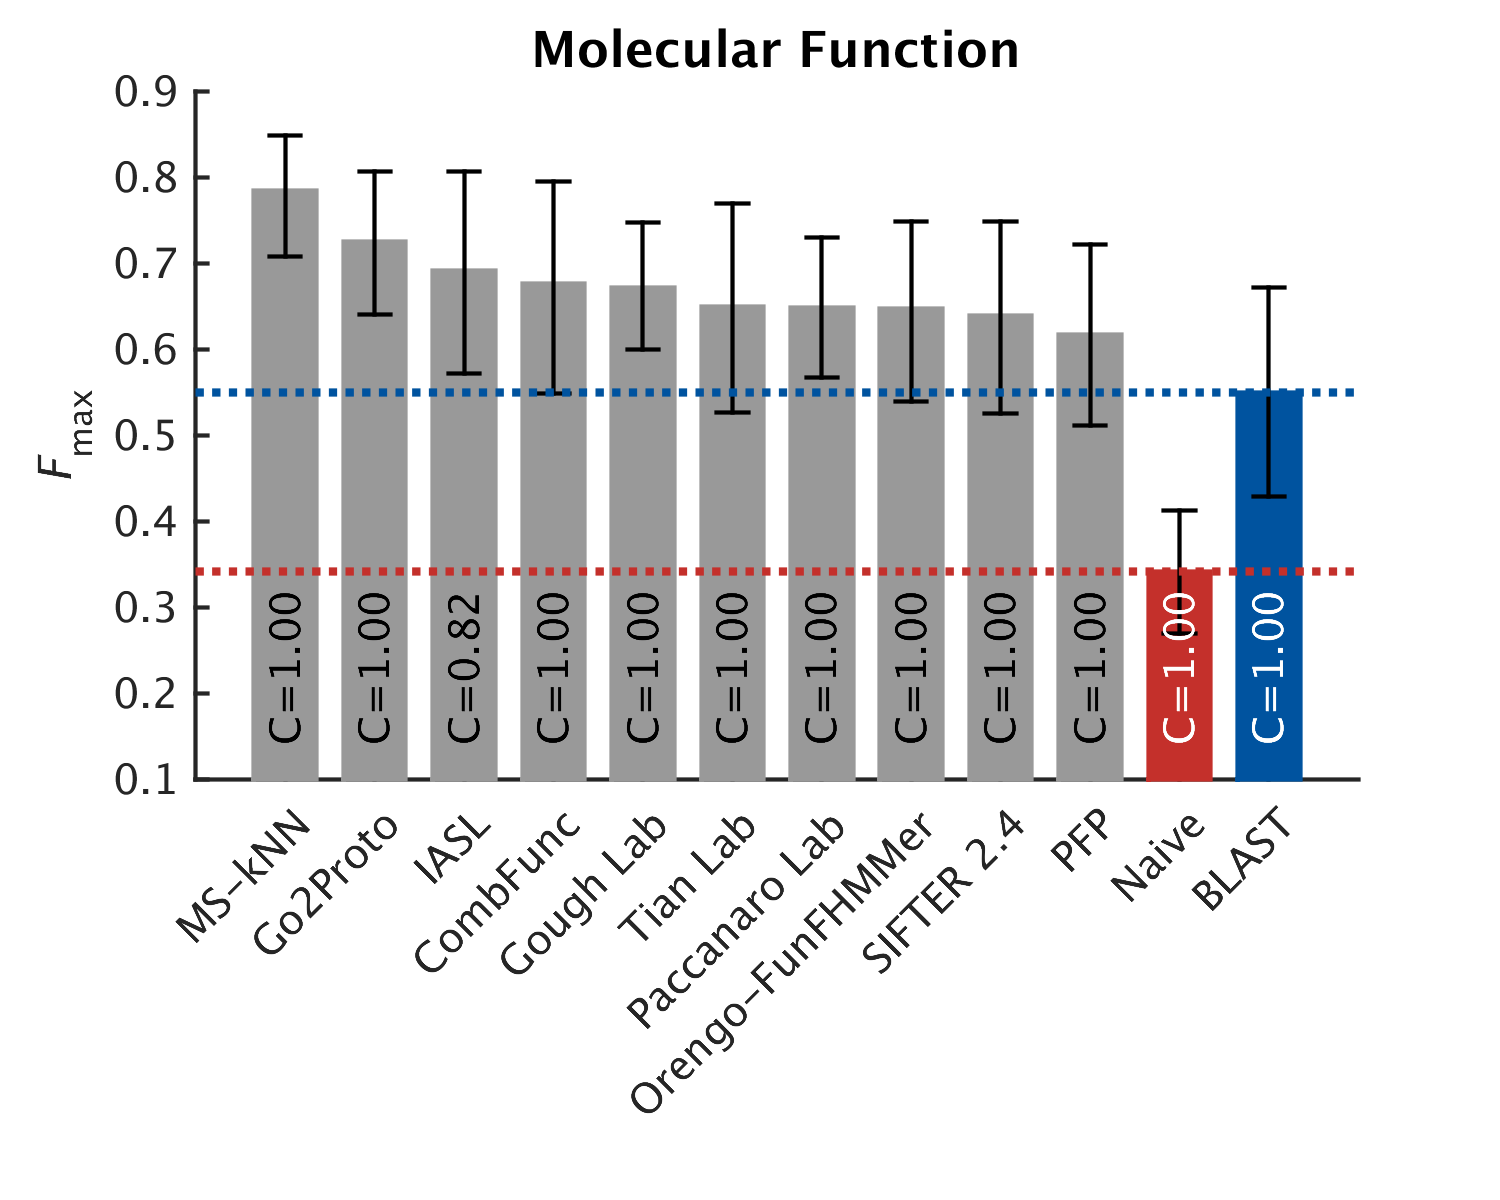 Molecular Function
0.9
0.8
0.7
0.6
0.5
0.4
0.3
0.2
0.1
Fmax
C=1.00
C=1.00
C=0.82
C=1.00
C=1.00
C=1.00
C=1.00
C=1.00
C=1.00
C=1.00
C=1.00
C=1.00
MS-kNN
Go2Proto
IASL
CombFunc
Gough Lab
Tian Lab
Paccanaro Lab
Orengo-FunFHMMer
SIFTER 2.4
PFP
Naive
BLAST